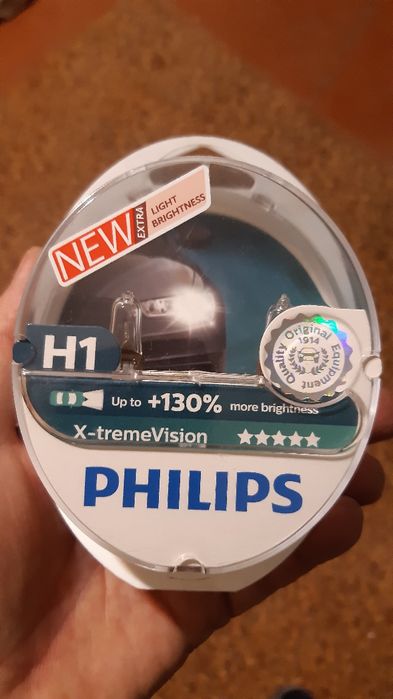 NEW EXTRA LIGHT
BRIGHTNESS
Original
1914
Quality
Equipment
H1
Up to +130% more brightness
X-tremeVision
PHILIPS